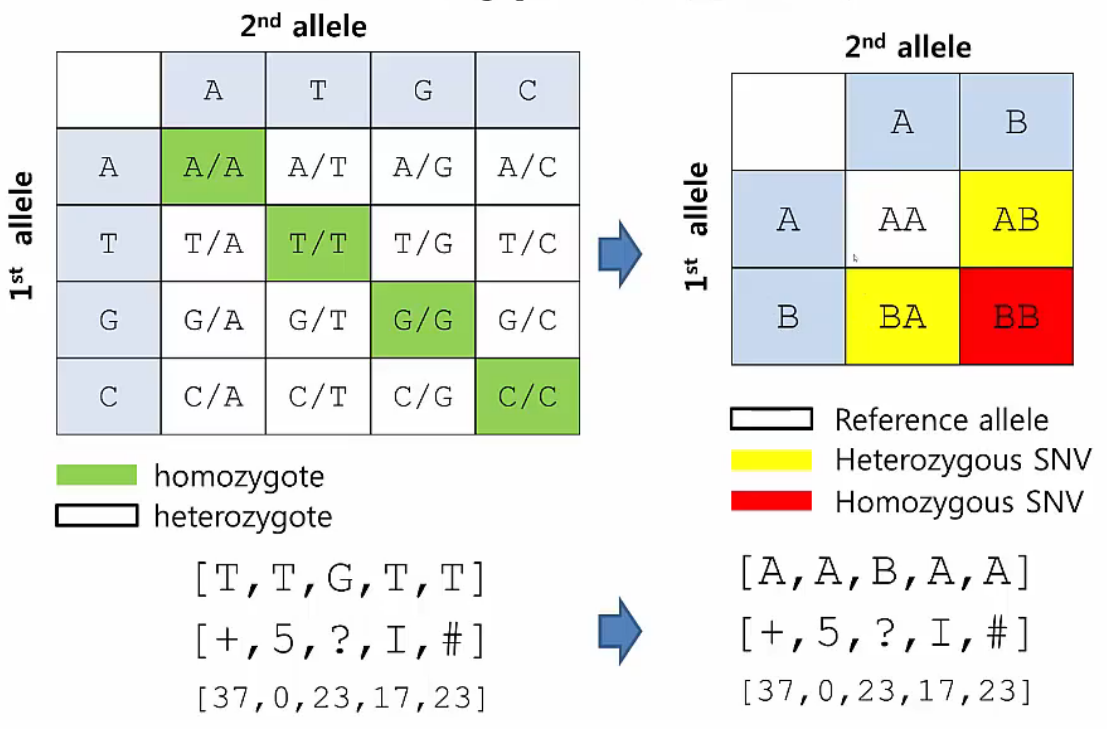 2nd allele
A T G C
1st allele
A A/A A/T A/G A/C
T T/A T/T T/G T/C
G G/A G/T G/G G/C
C C/A C/T C/G C/C
homozygote
heterozygote
[T,T,G,T,T]
[+,5,?,I,#]
[37,0,23,17,23]
2nd allele
A B
1st allele
A AA AB
B BA BB
Reference allele
Heterozygous SNV
Homozygous SNV
[A,A,B,A,A]
[+,5,?,I,#]
[37,0,23,17,23]